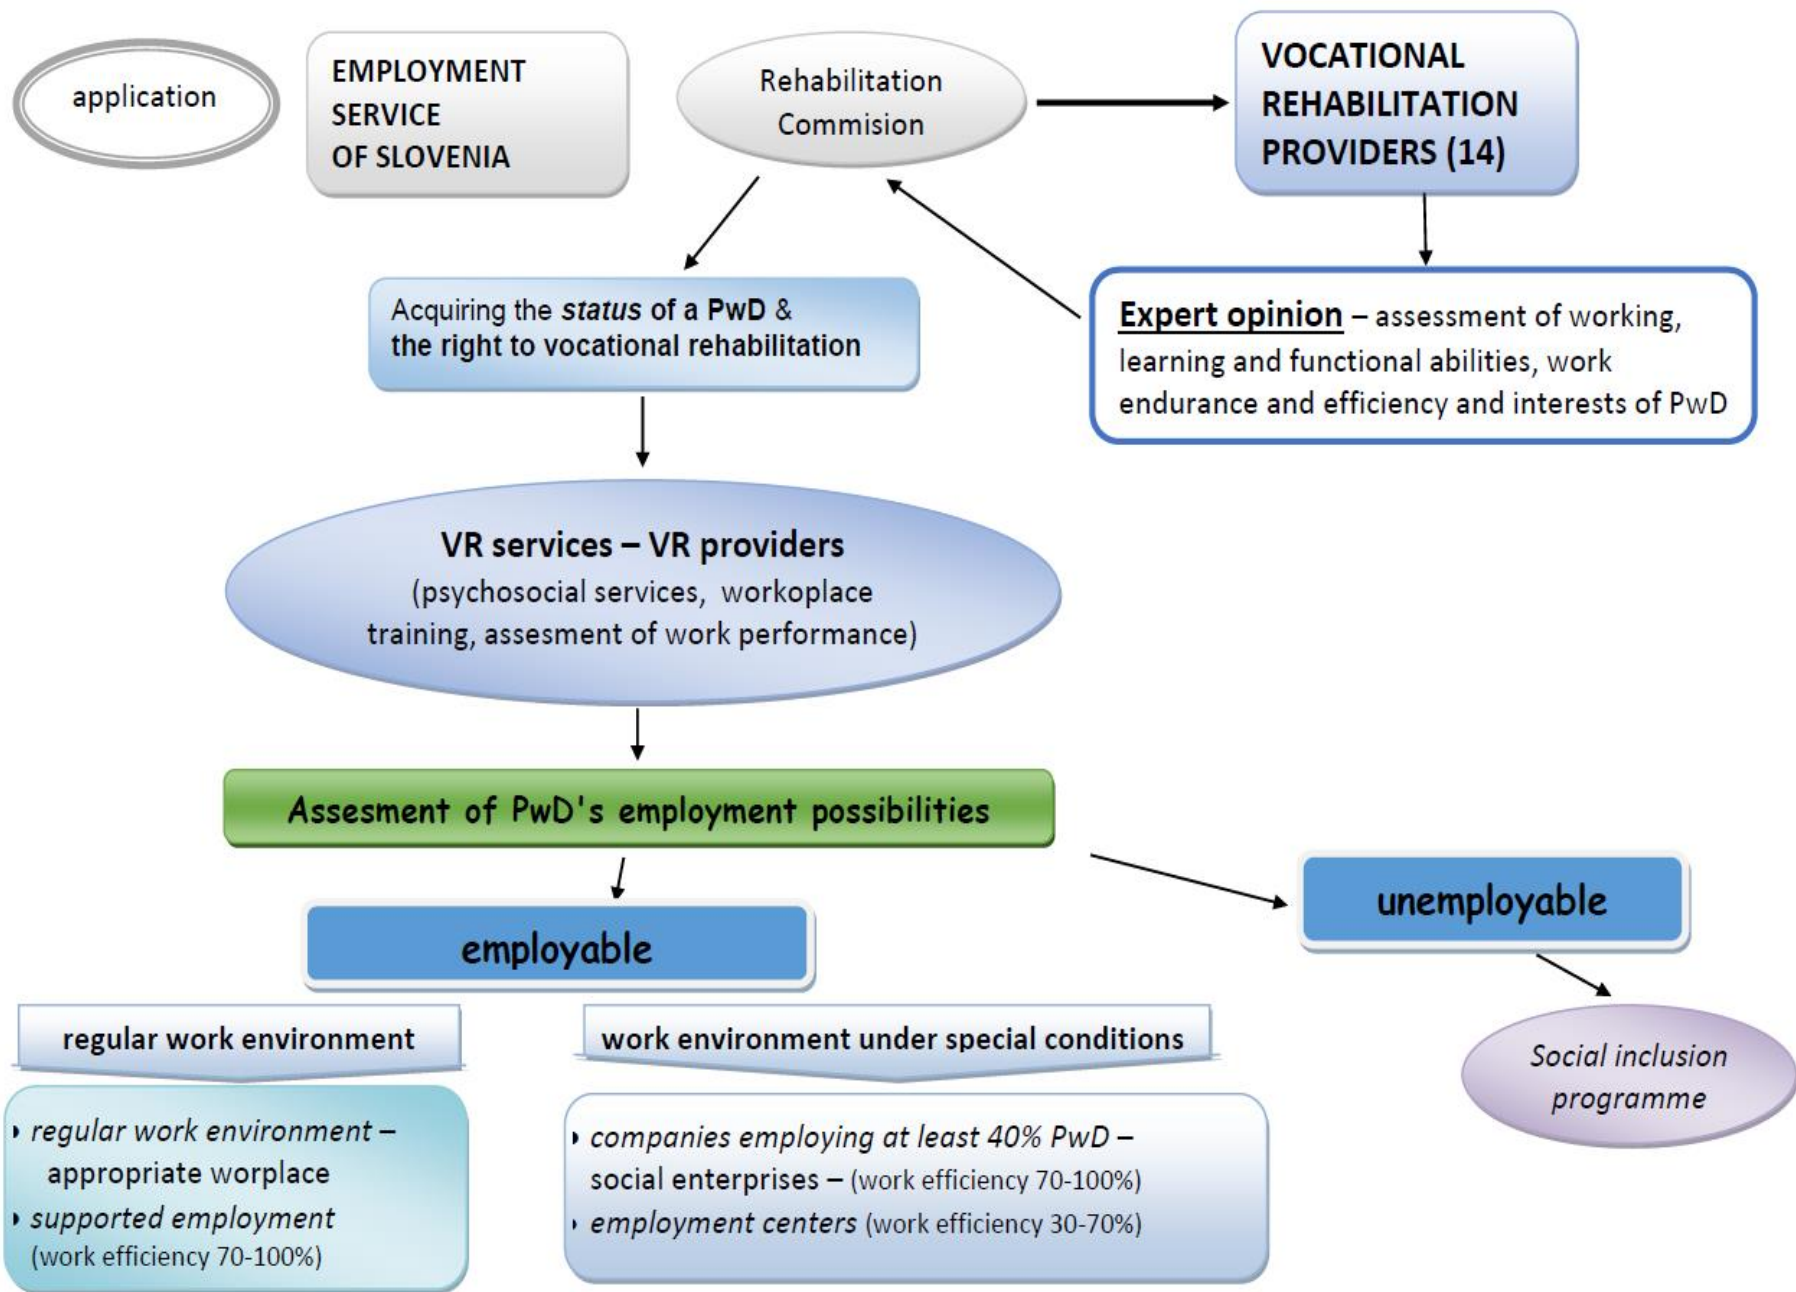 application
EMPLOYMENT
SERVICE
OF SLOVENIA
Rehabilitation
Commision
VOCATIONAL
REHABILITATION
PROVIDERS (14)
Acquiring the status of a PwD &
the right to vocational rehabilitation
Expert opinion – assessment of working,
learning and functional abilities, work
endurance and efficiency and interests of PwD
VR services – VR providers
(psychosocial services, workoplace
training, assesment of work performance)
Assesment of PwD's employment possibilities
employable
unemployable
regular work environment
work environment under special conditions
Social inclusion
programme
• regular work environment –
appropriate worplace
• supported employment
(work efficiency 70-100%)
• companies employing at least 40% PwD –
social enterprises – (work efficiency 70-100%)
• employment centers (work efficiency 30-70%)